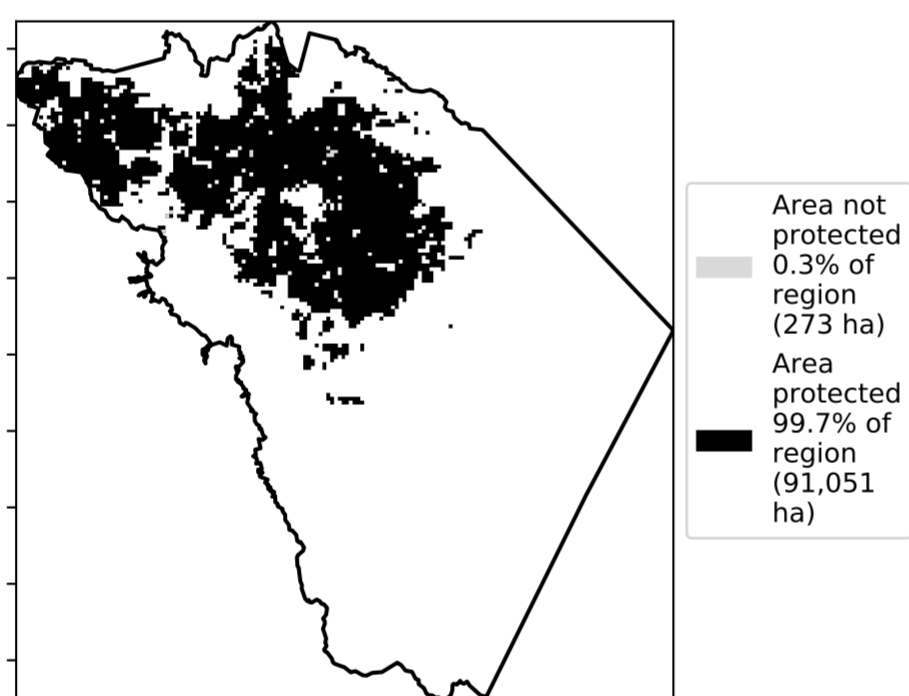 Area not
protected
0.3% of
region
(273 ha)
Area
protected
99.7% of
region
(91,051
ha)